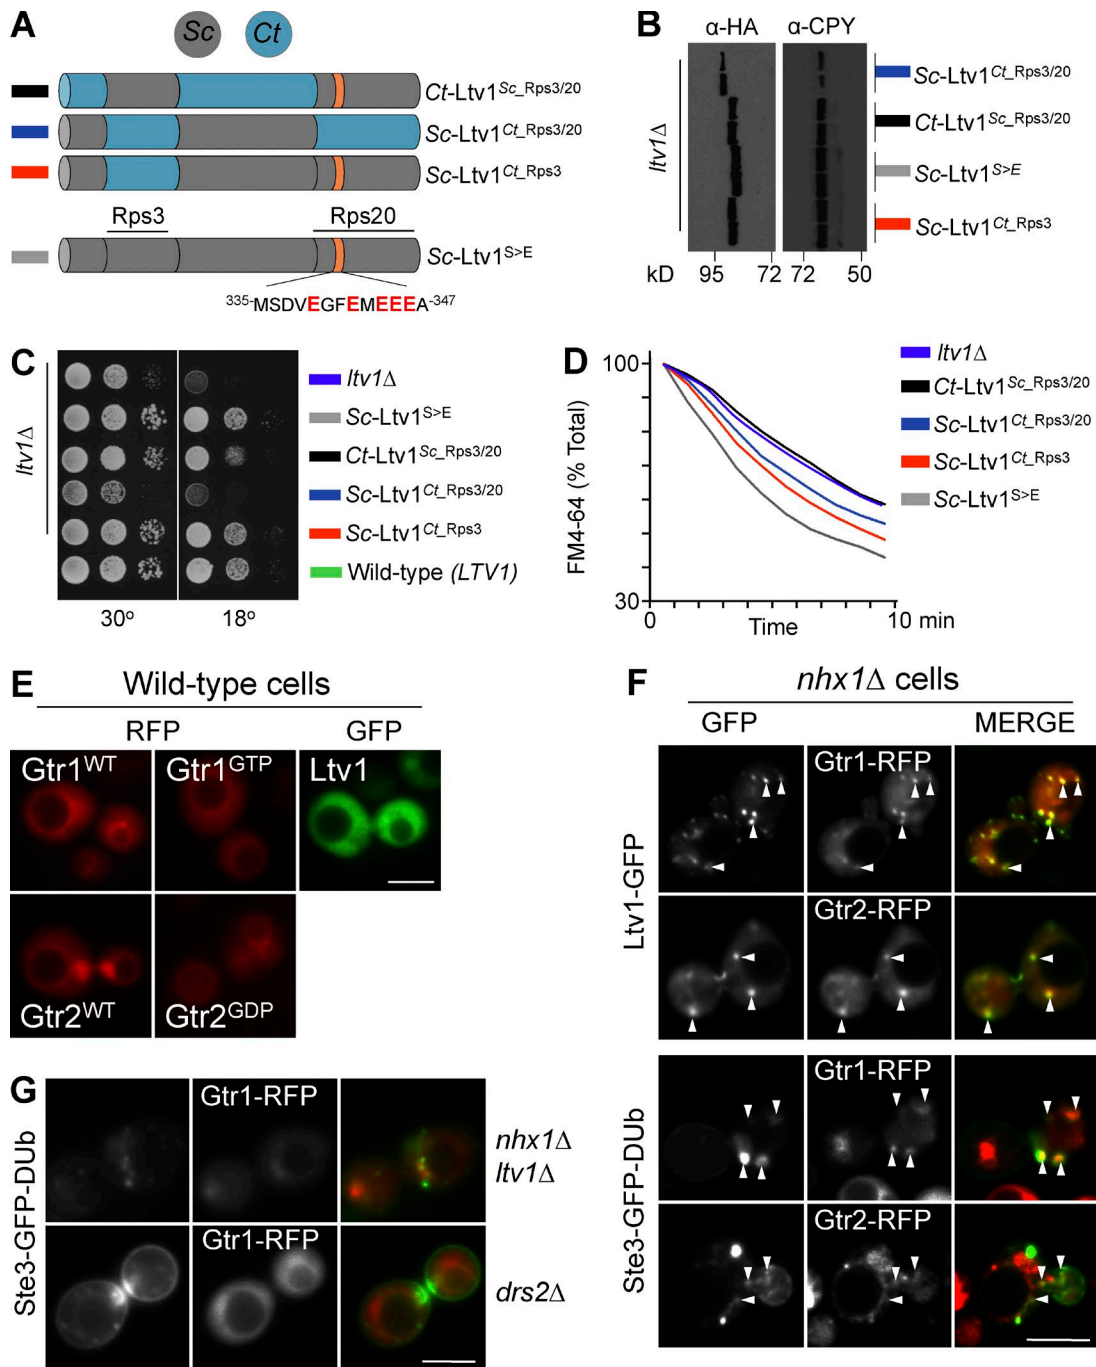 A
Sc
Ct
Ct-Ltv1Sc_Rps3/20
Sc-Ltv1Ct_Rps3/20
Sc-Ltv1Ct_Rps3
Rps3
Rps20
Sc-Ltv1S>E
335-MSDVEGFEMEEEA-347
B
α-HA
α-CPY
ltv1Δ
Sc-Ltv1Ct_Rps3/20
Ct-Ltv1Sc_Rps3/20
Sc-Ltv1S>E
Sc-Ltv1Ct_Rps3
kD
95
72
72
50
C
ltv1Δ
ltv1Δ
Sc-Ltv1S>E
Ct-Ltv1Sc_Rps3/20
Sc-Ltv1Ct_Rps3/20
Sc-Ltv1Ct_Rps3
Wild-type (LTV1)
30o
18o
D
100
FM4-64 (% Total)
30
0
Time
10 min
ltv1Δ
Ct-Ltv1Sc_Rps3/20
Sc-Ltv1Ct_Rps3/20
Sc-Ltv1Ct_Rps3
Sc-Ltv1S>E
E
Wild-type cells
RFP
GFP
Gtr1WT
Gtr1GTP
Ltv1
Gtr2WT
Gtr2GDP
F
nhx1Δ cells
GFP
MERGE
Ltv1-GFP
Gtr1-RFP
Gtr2-RFP
Ste3-GFP-DUb
Gtr1-RFP
Gtr2-RFP
G
Ste3-GFP-DUb
Gtr1-RFP
nhx1Δ
ltv1Δ
Gtr1-RFP
drs2Δ